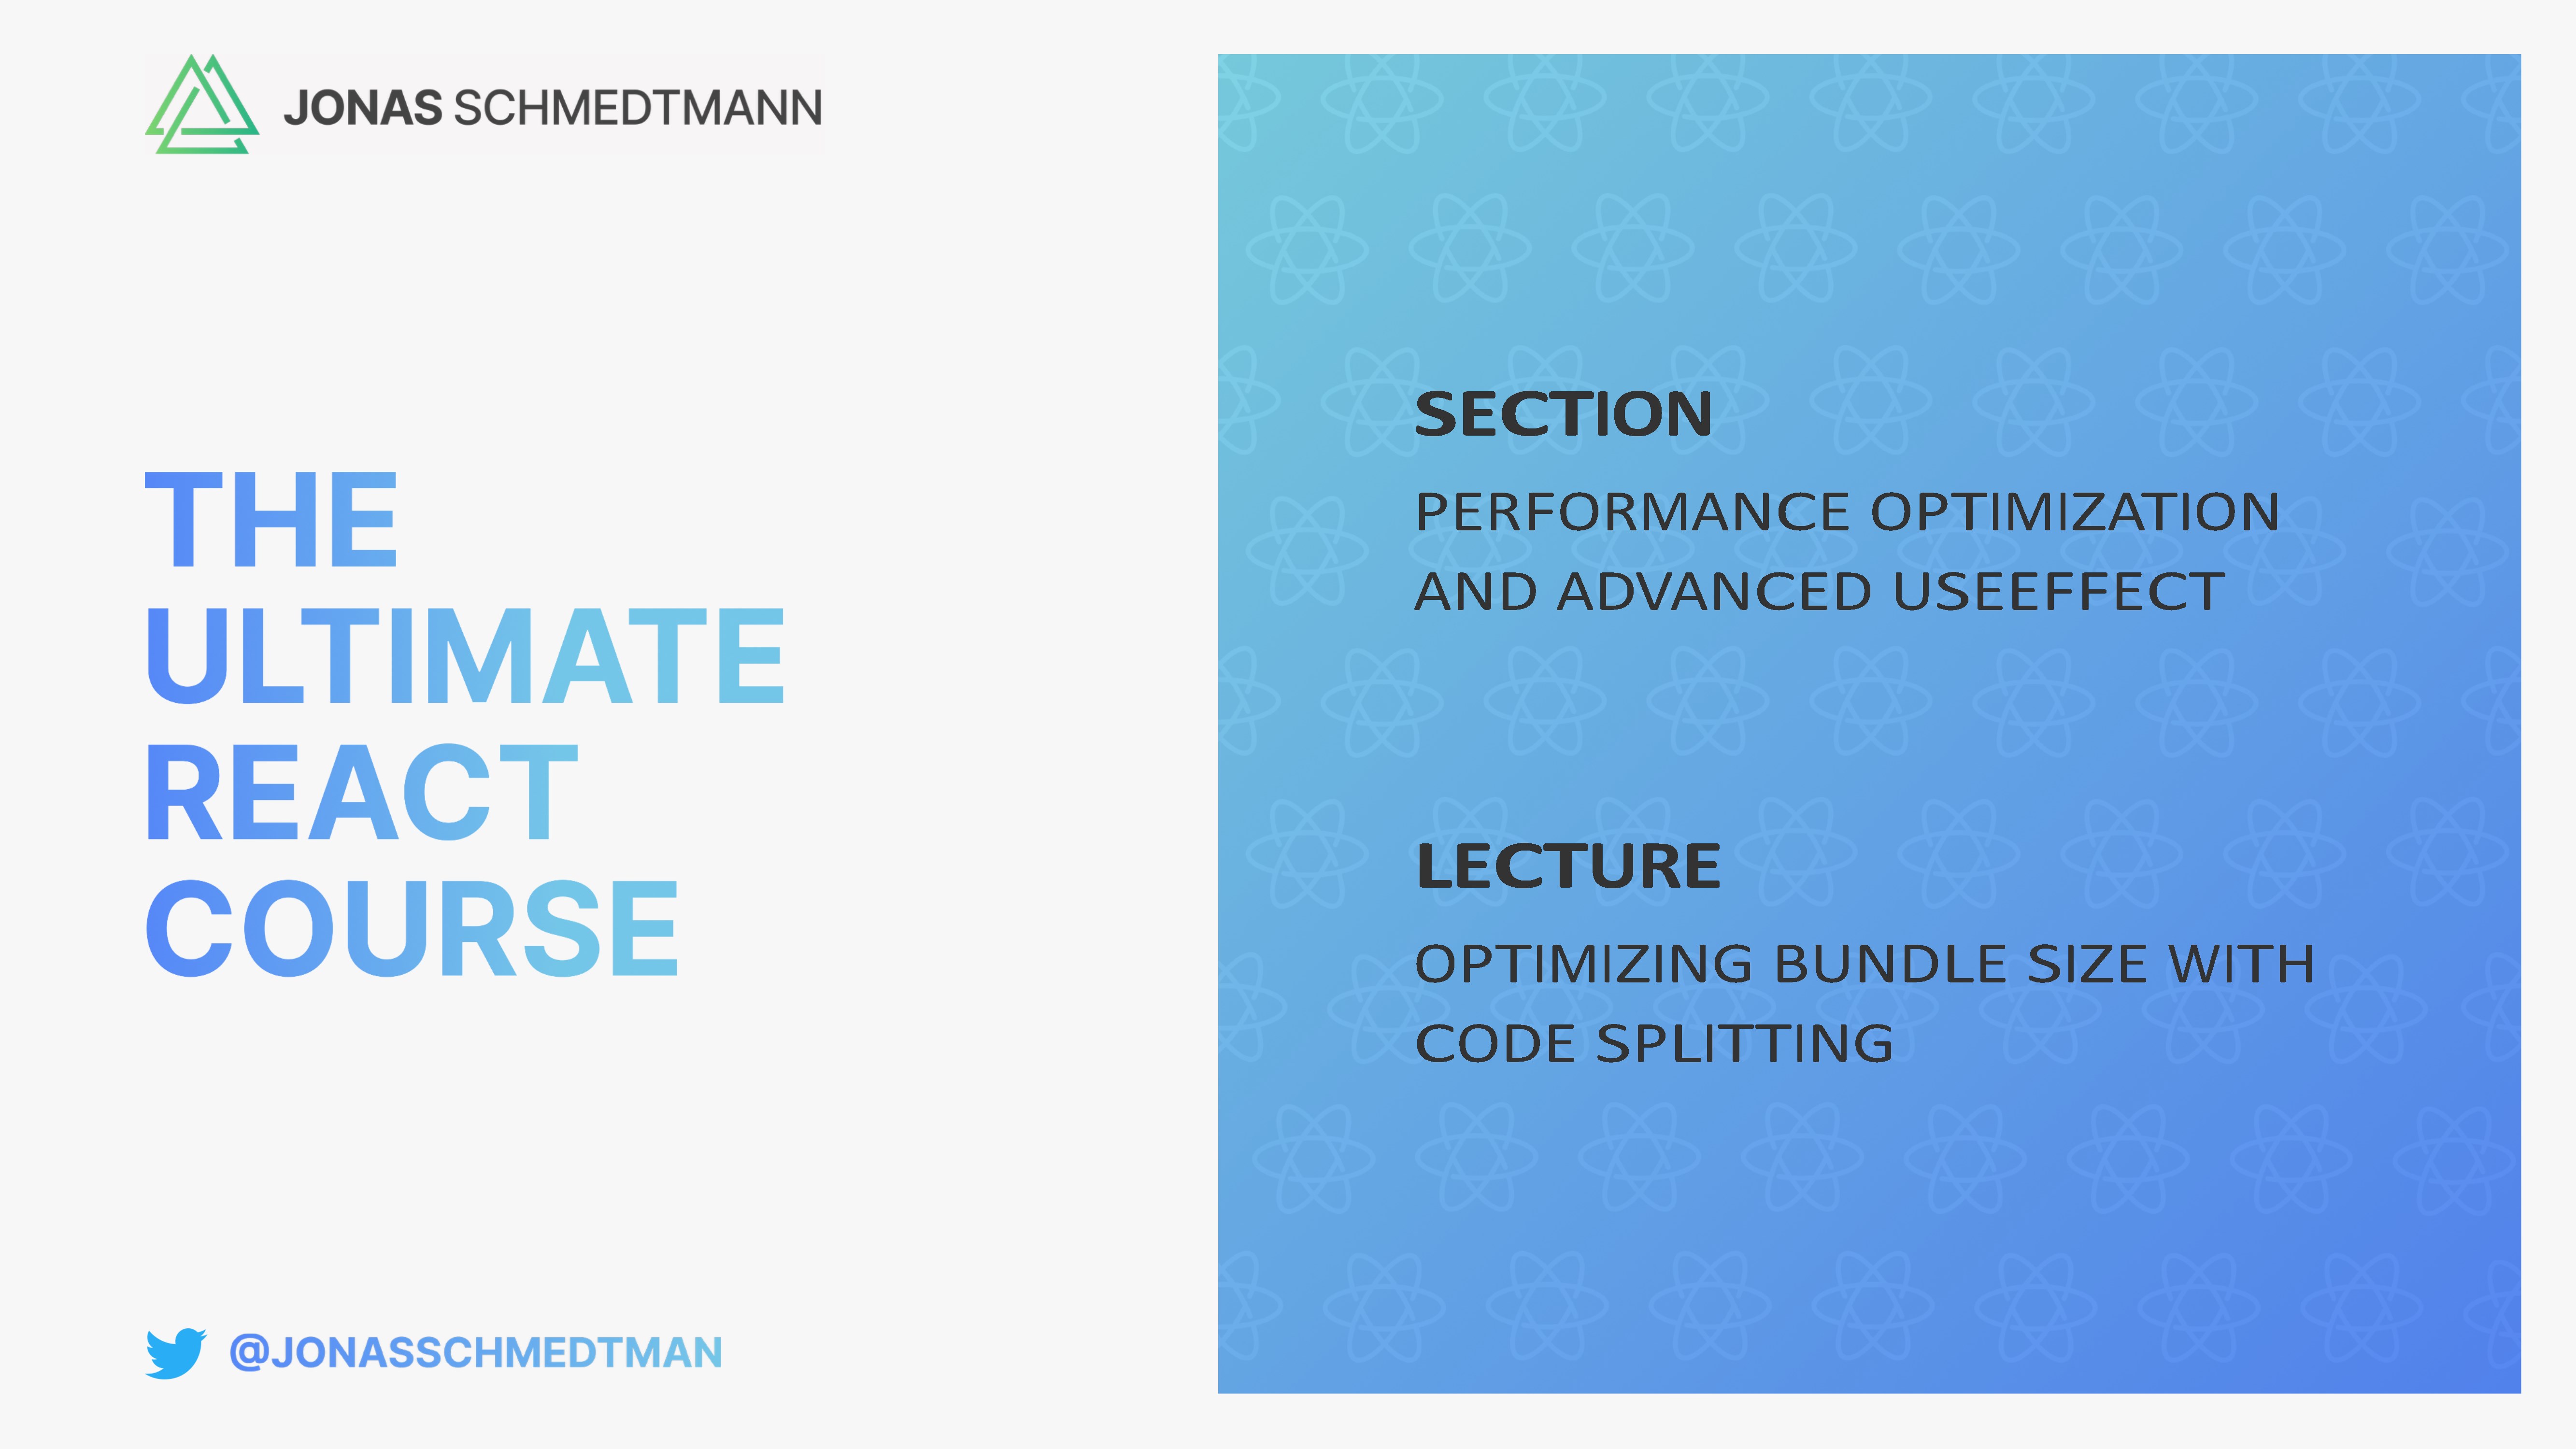 JONAS SCHMEDTMANN
THE
ULTIMATE
REACT
COURSE
@JONASSCHMEDTMAN
SECTION
PERFORMANCE OPTIMIZATION
AND ADVANCED USEEFFECT
LECTURE
OPTIMIZING BUNDLE SIZE WITH
CODE SPLITTING